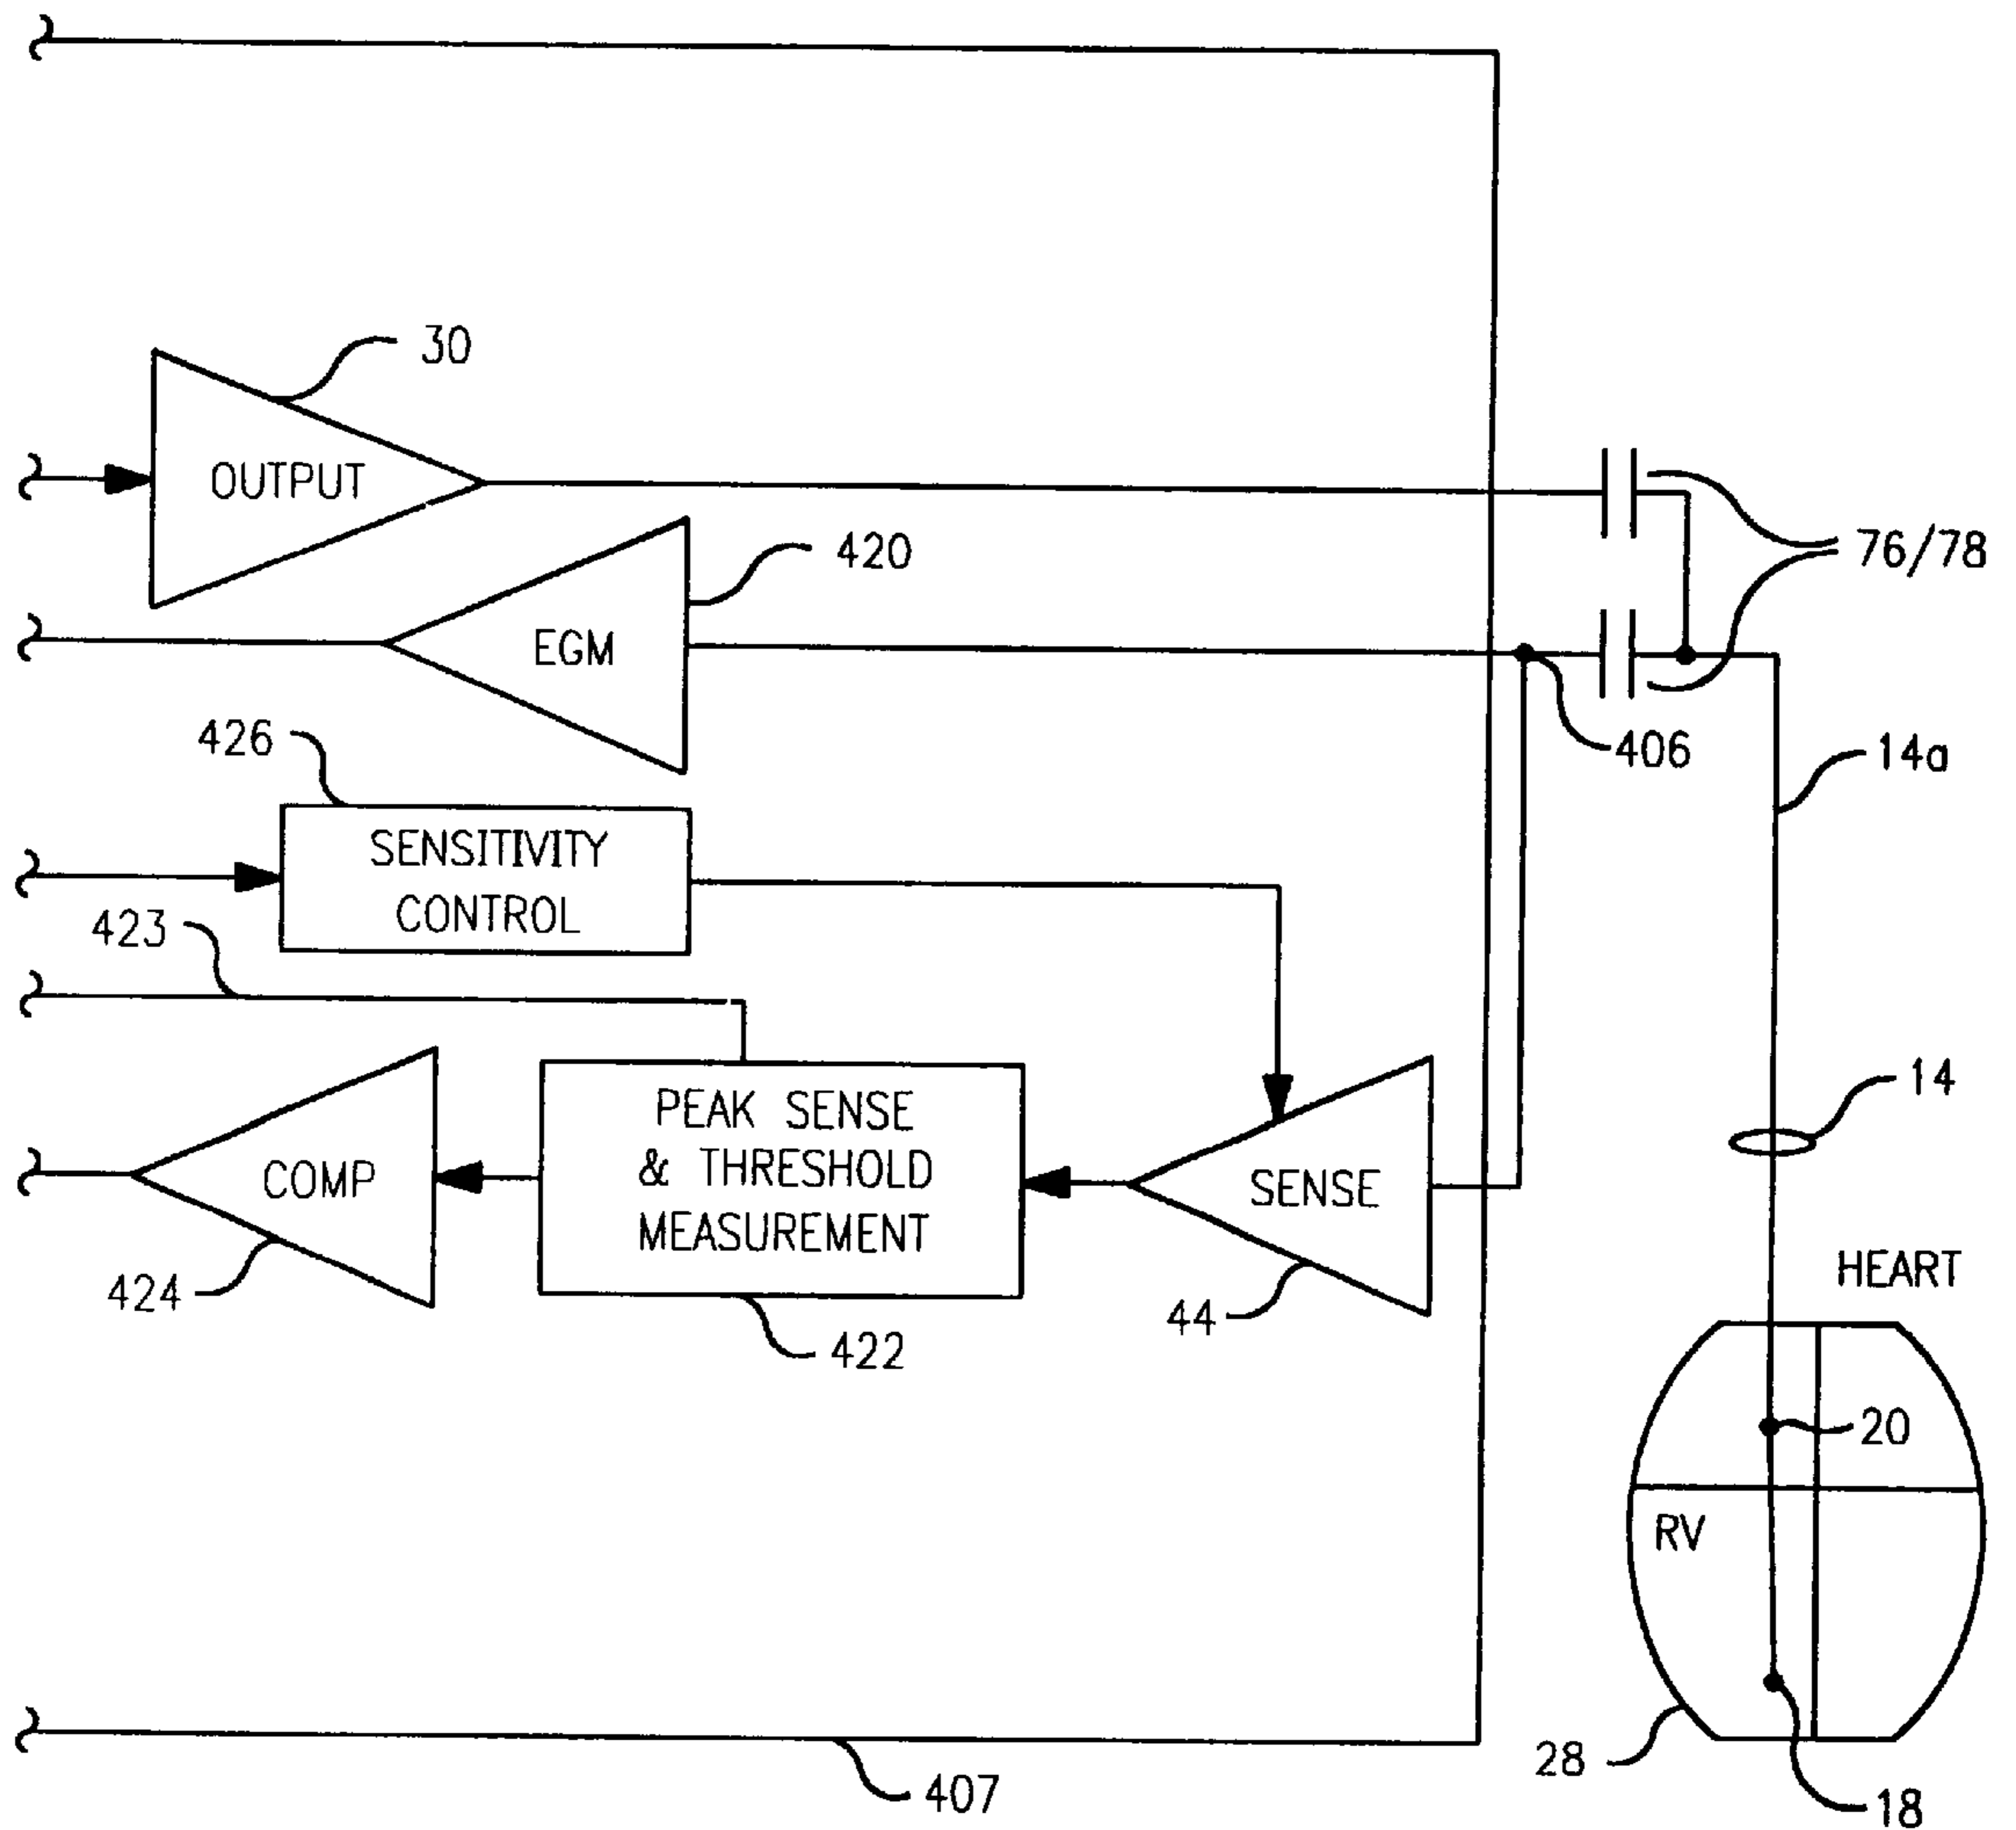 30
OUTPUT
420
76/78
EGM
426
406
14a
SENSITIVITY
CONTROL
423
14
PEAK SENSE
& THRESHOLD
MEASUREMENT
COMP
SENSE
HEART
424
44
422
20
RV
28
407
18